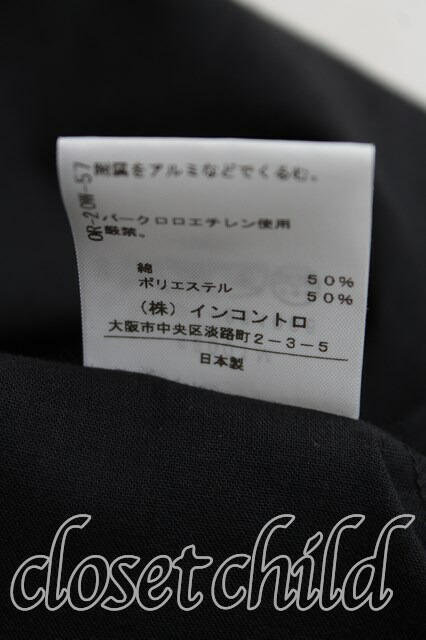 金属をアルミなどでくるむ。
パークロロエチレン使用
厳禁。
綿 50%
ポリエステル 50%
(株)インコントロ
大阪市中央区淡路町2-3-5
日本製
OR-20W-57
closet child